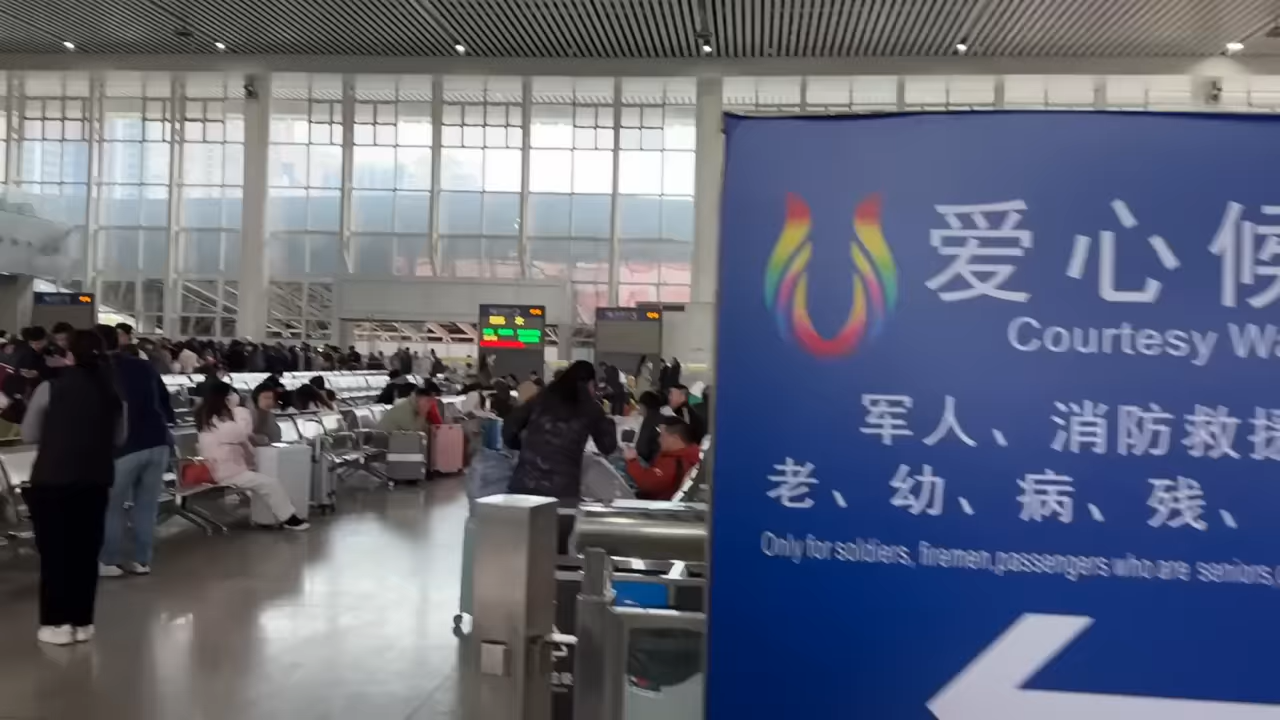 爱心候
Courtesy Wa
军人、消防救援
老、幼、病、残、
Only for soldiers, firemen,passengers who are seniors